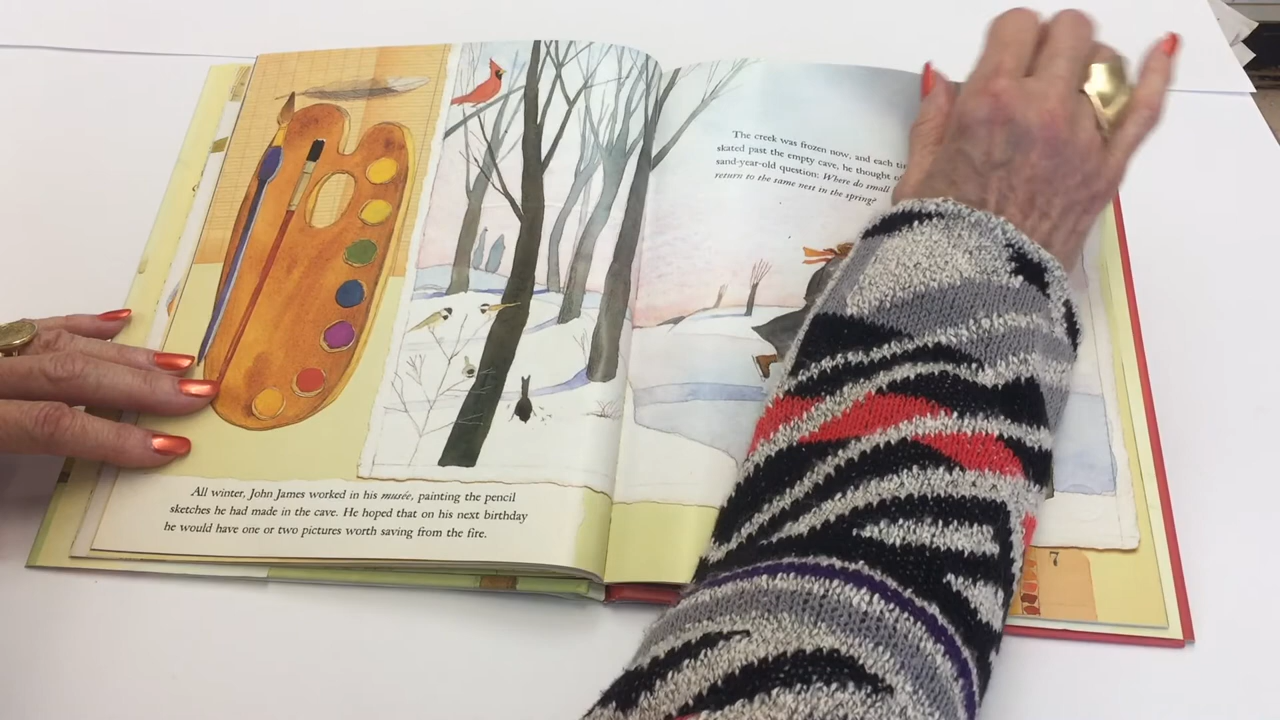 The creek was frozen now, and each
skated past the empty cave, he thought
sand-year-old question: Where do small
return to the same nest in the spring?
All winter, John James worked in his musée, painting the pencil
sketches he had made in the cave. He hoped that on his next birthday
he would have one or two pictures worth saving from the fire.
7